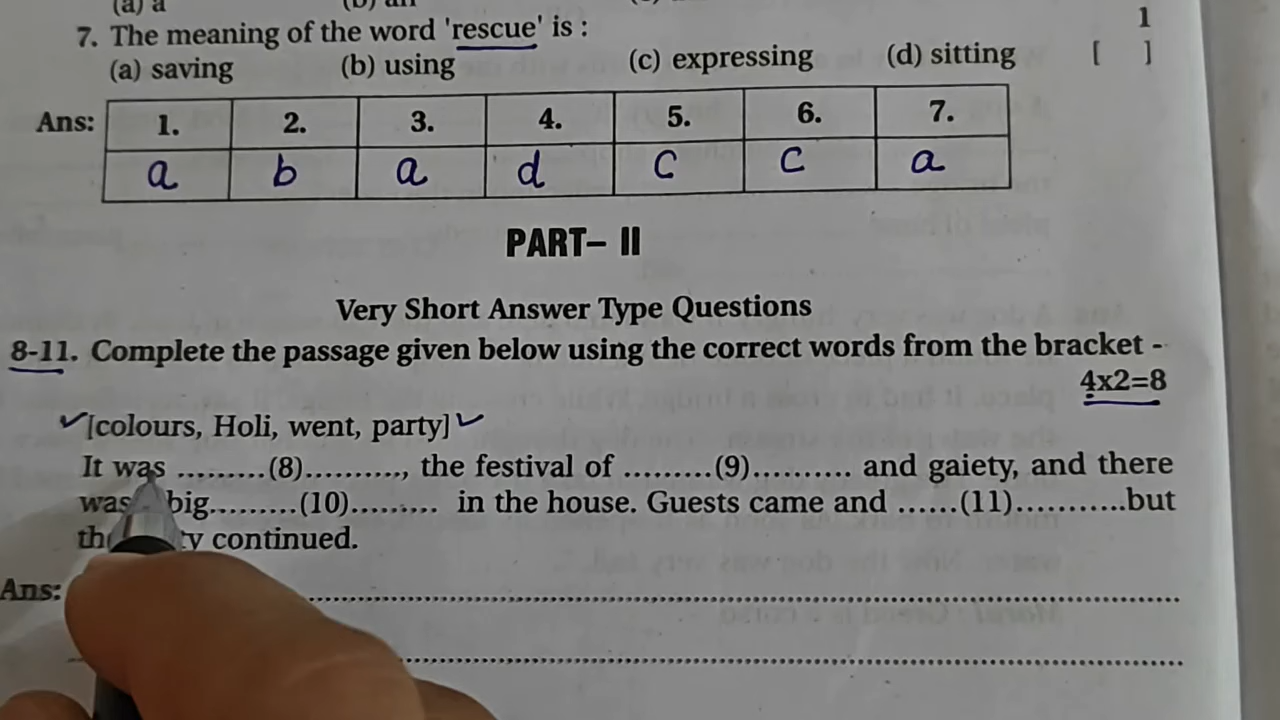 (a) a
7. The meaning of the word 'rescue' is :
1
(a) saving (b) using (c) expressing (d) sitting [ ]
Ans: 1. 2. 3. 4. 5. 6. 7.
a b a d c c a
PART– II
Very Short Answer Type Questions
8-11. Complete the passage given below using the correct words from the bracket -
4x2=8
[colours, Holi, went, party]
It was .........(8).........., the festival of .........(9).......... and gaiety, and there
was big.........(10)......... in the house. Guests came and ......(11)...........but
continued.
Ans: